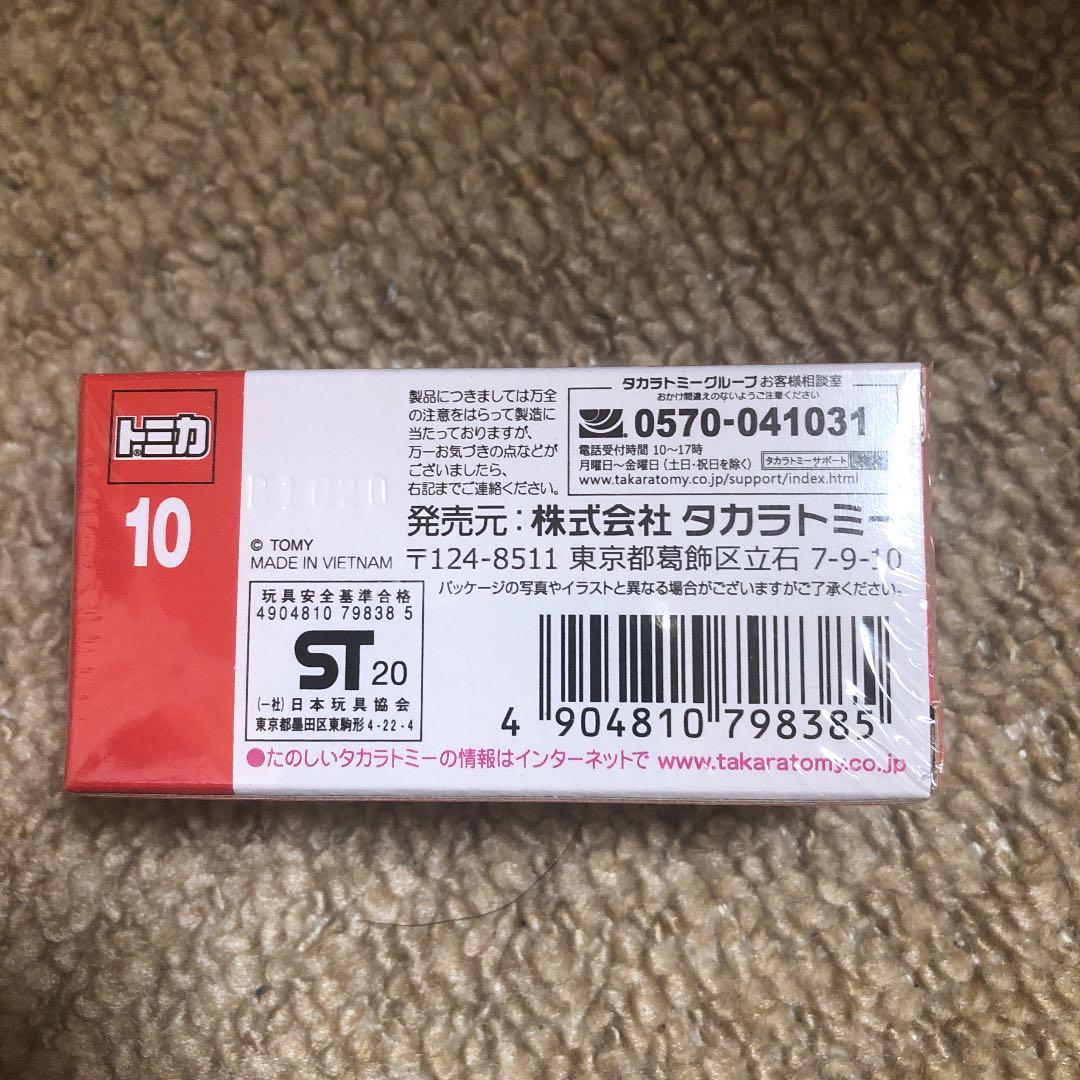 トミカ
10
製品につきましては万全
の注意をはらって製造に
当たっておりますが、
万一お気づきの点などが
ございましたら、
右記までご連絡ください。
タカラトミーグループ お客様相談室
おかけ間違えのないようご注意ください
0570-041031
電話受付時間 10〜17時
月曜日〜金曜日（土日・祝日を除く） タカラトミーサポート
www.takaratomy.co.jp/support/index.html
B1020
発売元：株式会社 タカラトミー
© TOMY
MADE IN VIETNAM
〒124-8511 東京都葛飾区立石 7-9-10
パッケージの写真やイラストと異なる場合がございますがご了承ください。
玩具安全基準合格
4904810 79838 5
ST 20
(一社)日本玩具協会
東京都墨田区東駒形4-22-4
4 904810 798385
●たのしいタカラトミーの情報はインターネットで www.takaratomy.co.jp